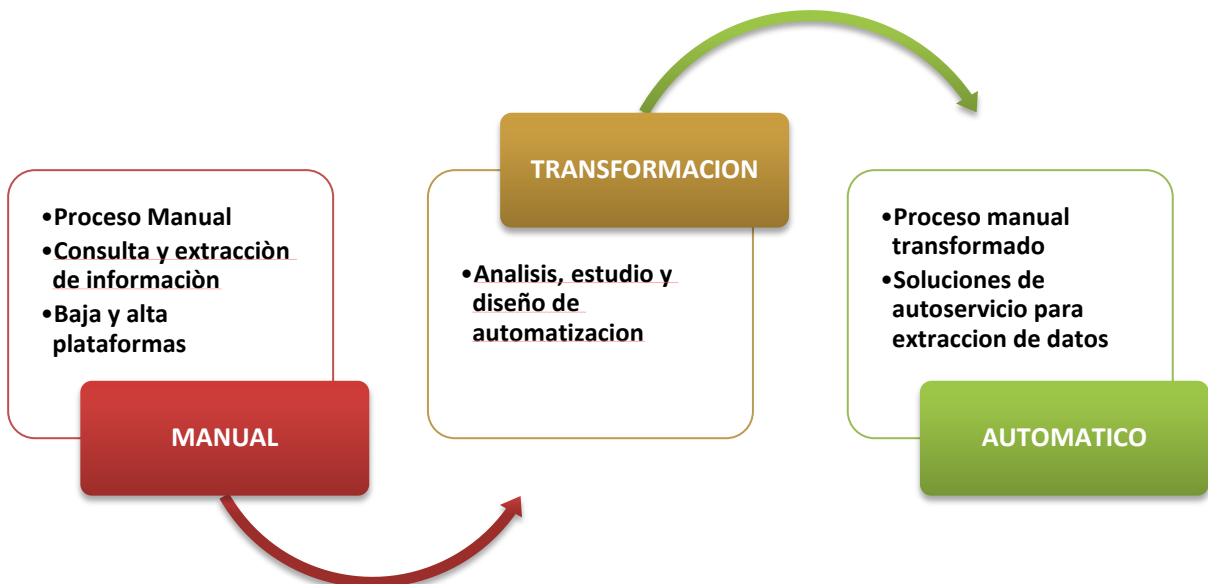 •Proceso Manual
•Consulta y extracciòn
de informaciòn
•Baja y alta
plataformas
MANUAL
TRANSFORMACION
•Analisis, estudio y
diseño de
automatizacion
•Proceso manual
transformado
•Soluciones de
autoservicio para
extraccion de datos
AUTOMATICO